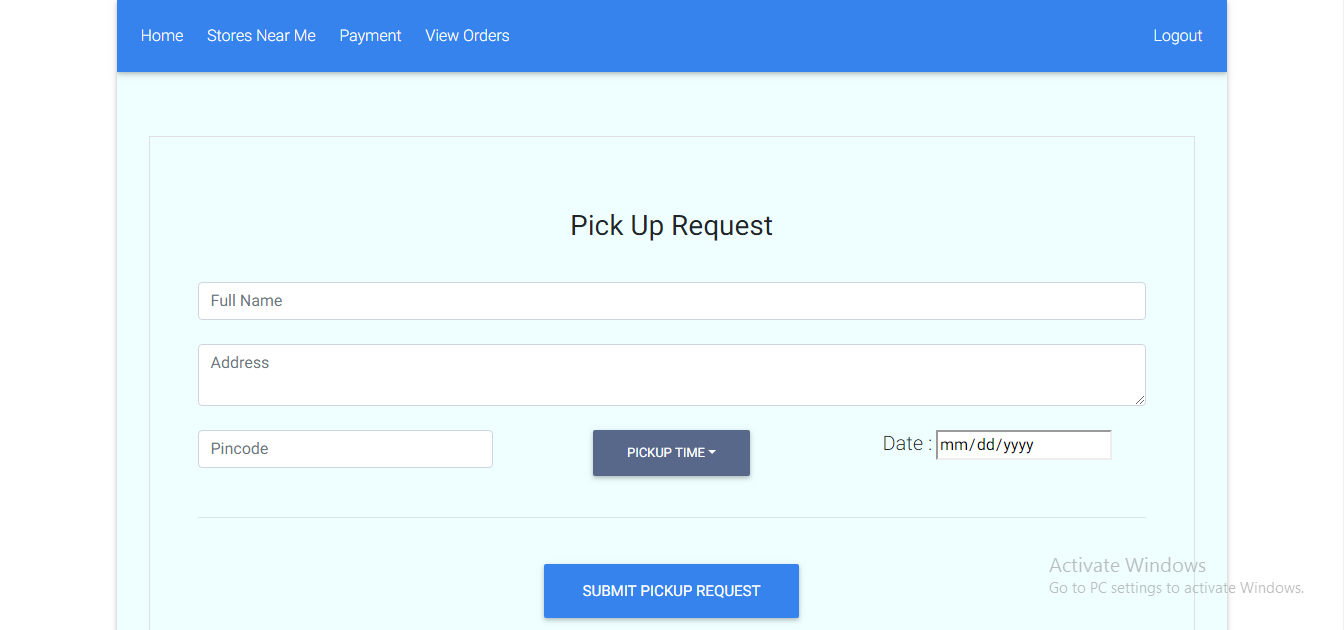 Home Stores Near Me Payment View Orders Logout
Pick Up Request
Full Name
Address
Pincode PICKUP TIME Date : mm/dd/yyyy
SUBMIT PICKUP REQUEST
Activate Windows
Go to PC settings to activate Windows.